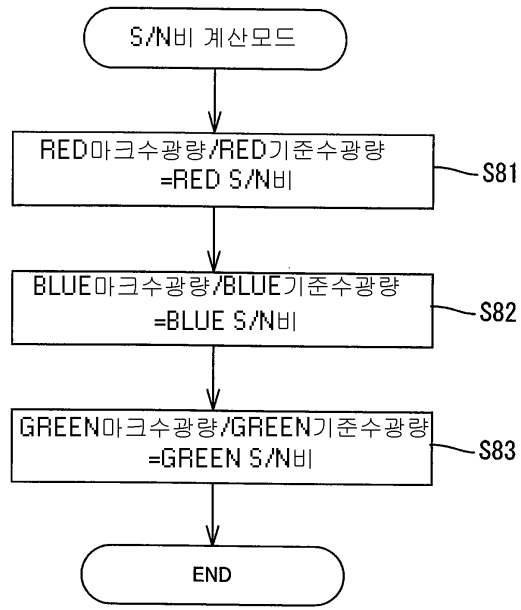 S/N비 계산모드
RED마크수광량/RED기준수광량
=RED S/N비
S81
BLUE마크수광량/BLUE기준수광량
=BLUE S/N비
S82
GREEN마크수광량/GREEN기준수광량
=GREEN S/N비
S83
END